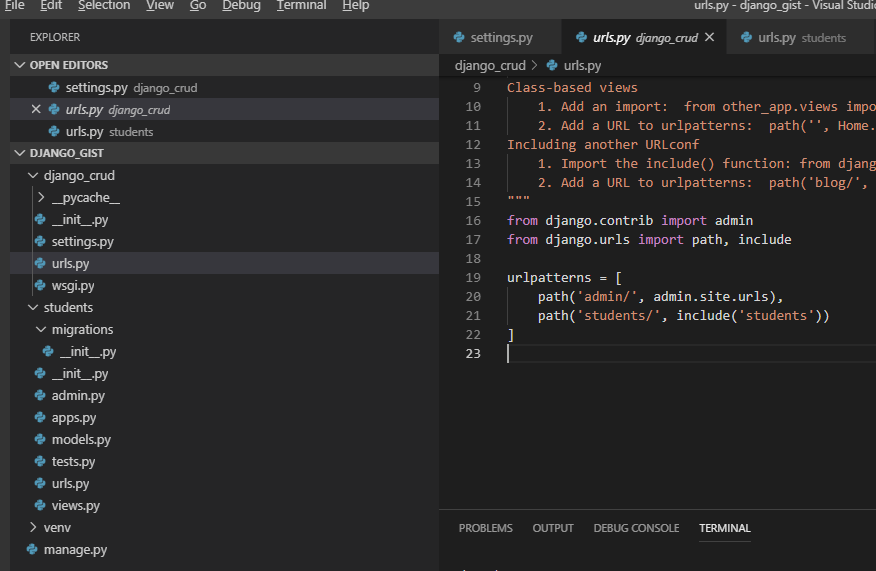 File Edit Selection View Go Debug Terminal Help urls.py - django_gist - Visual Studio
EXPLORER
OPEN EDITORS
settings.py django_crud
urls.py django_crud
urls.py students
DJANGO_GIST
django_crud
__pycache__
__init__.py
settings.py
urls.py
wsgi.py
students
migrations
__init__.py
__init__.py
admin.py
apps.py
models.py
tests.py
urls.py
views.py
venv
manage.py
settings.py urls.py django_crud urls.py students
django_crud > urls.py
9 Class-based views
10 1. Add an import:  from other_app.views impo
11 2. Add a URL to urlpatterns:  path('', Home.
12 Including another URLconf
13 1. Import the include() function: from djang
14 2. Add a URL to urlpatterns:  path('blog/',
15 """
16 from django.contrib import admin
17 from django.urls import path, include
18
19 urlpatterns = [
20 path('admin/', admin.site.urls),
21 path('students/', include('students'))
22 ]
23
PROBLEMS OUTPUT DEBUG CONSOLE TERMINAL